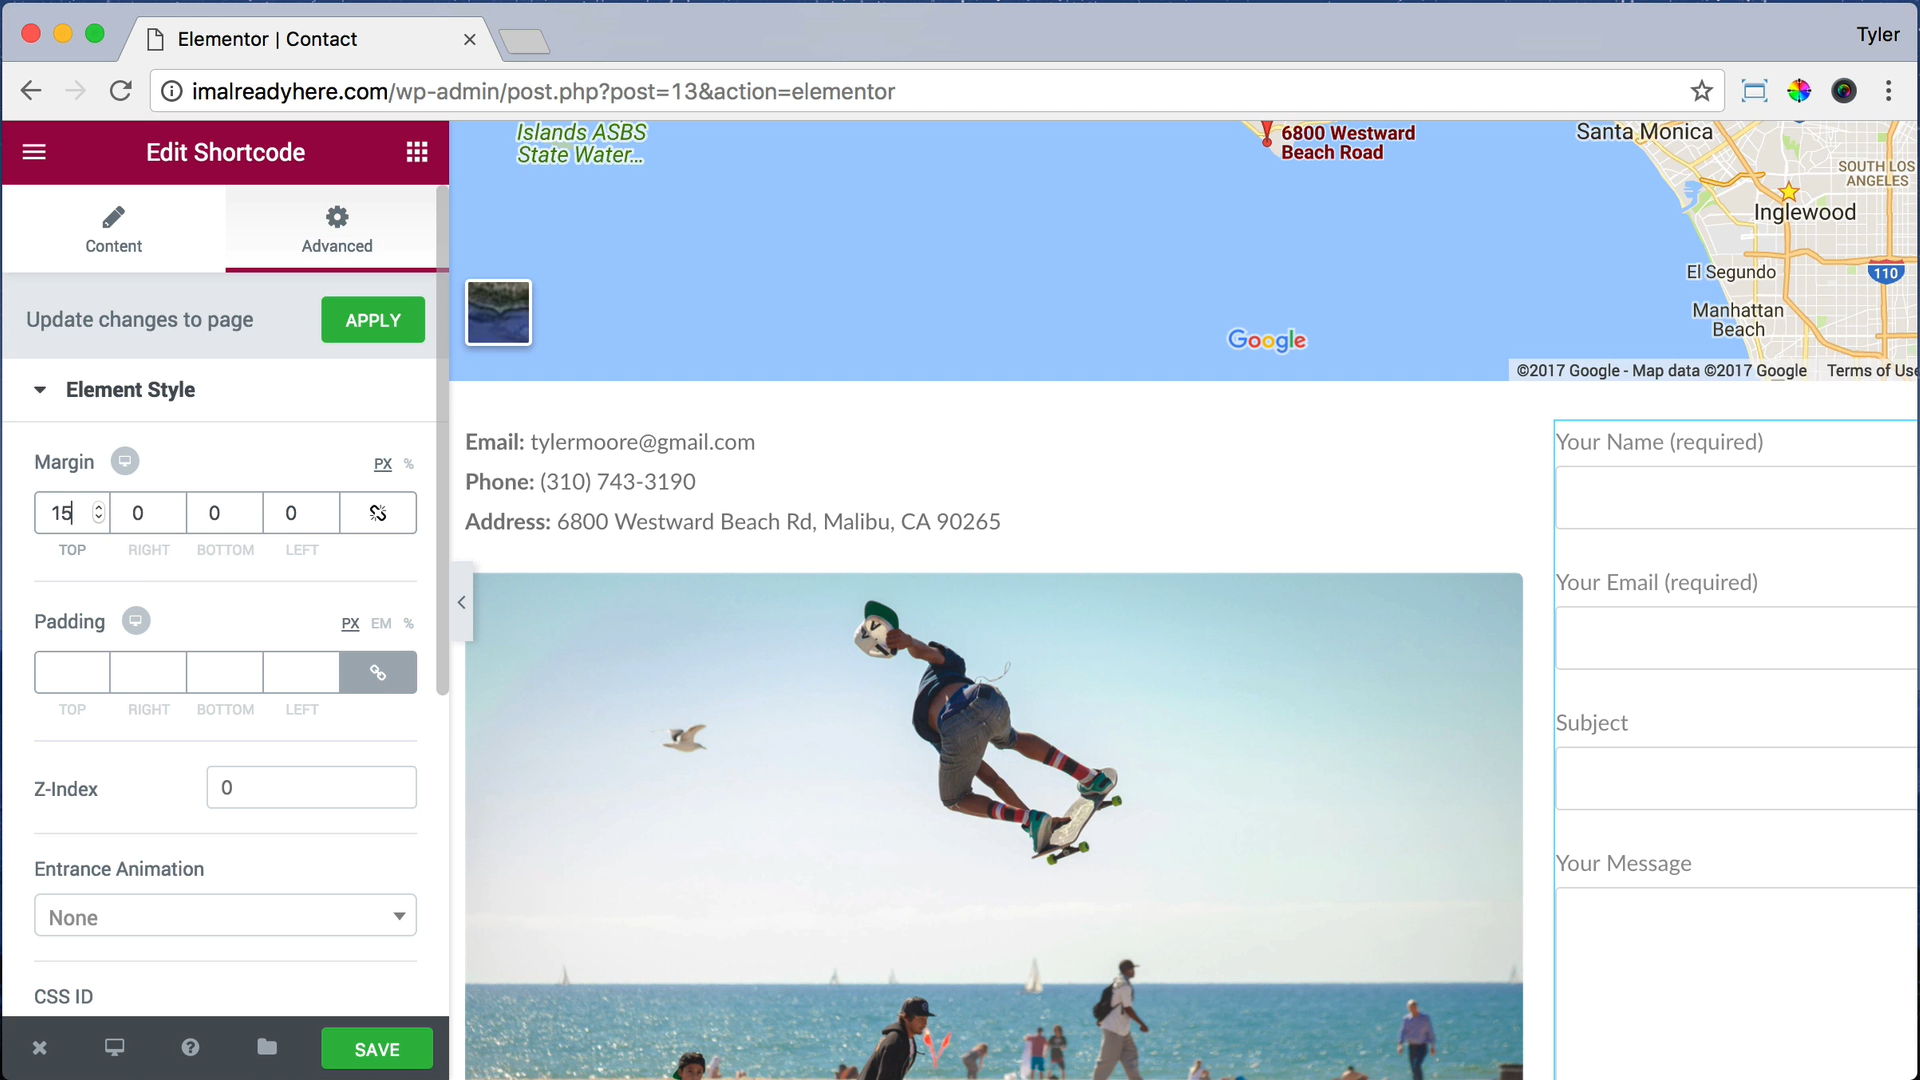 Elementor | Contact
Tyler
imalreadyhere.com/wp-admin/post.php?post=13&action=elementor
Edit Shortcode
Content
Advanced
Update changes to page
APPLY
Element Style
Margin
PX %
15 0 0 0
TOP RIGHT BOTTOM LEFT
Padding
PX EM %
TOP RIGHT BOTTOM LEFT
Z-Index
0
Entrance Animation
None
CSS ID
SAVE
Islands ASBS
State Water...
6800 Westward
Beach Road
Santa Monica
SOUTH LOS
ANGELES
Inglewood
El Segundo
110
Manhattan
Beach
Google
©2017 Google - Map data ©2017 Google
Terms of Use
Email: tylermoore@gmail.com
Phone: (310) 743-3190
Address: 6800 Westward Beach Rd, Malibu, CA 90265
Your Name (required)
Your Email (required)
Subject
Your Message